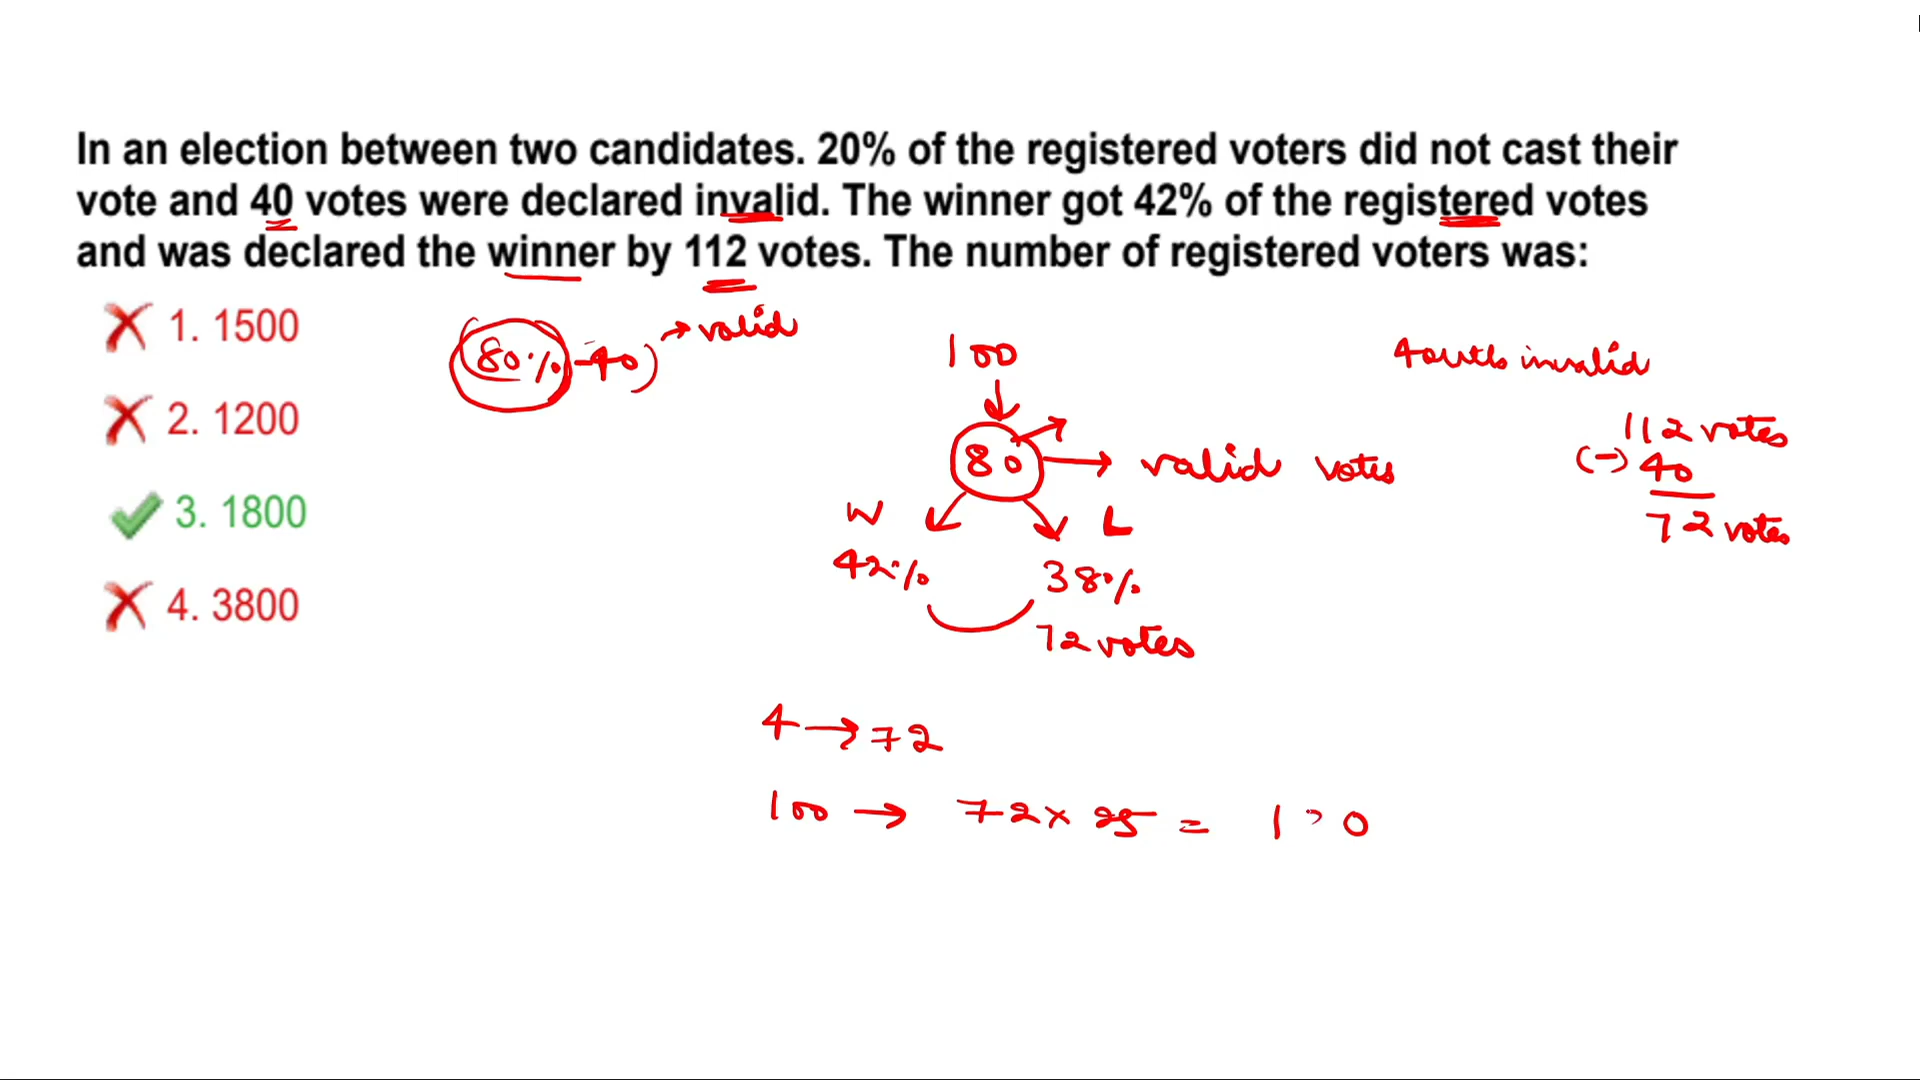 In an election between two candidates. 20% of the registered voters did not cast their
vote and 40 votes were declared invalid. The winner got 42% of the registered votes
and was declared the winner by 112 votes. The number of registered voters was:
1. 1500
2. 1200
3. 1800
4. 3800
(80% - 40) → valid
100
80 → valid votes
W L
42% 38%
72 votes
invalid
112 votes
(-) 40
72 votes
4 → 72
100 → 72 × 25 =